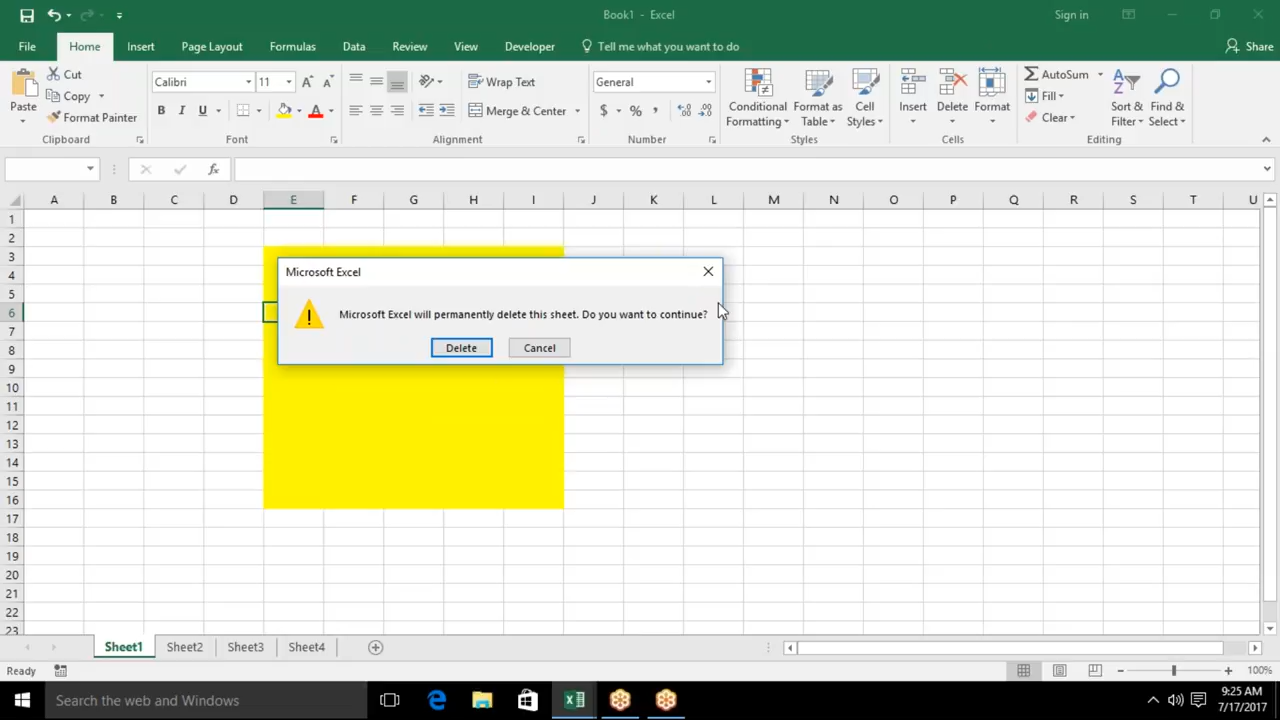 Book1 - Excel
Sign in
File Home Insert Page Layout Formulas Data Review View Developer Tell me what you want to do Share
Paste
Cut
Copy
Format Painter
Clipboard
Calibri 11
B I U
Font
Wrap Text
Merge & Center
Alignment
General
$ % ,
Number
Conditional Formatting
Format as Table
Cell Styles
Styles
Insert
Delete
Format
Cells
AutoSum
Fill
Clear
Sort & Filter
Find & Select
Editing
fx
A B C D E F G H I J K L M N O P Q R S T U
1
2
3
4
5
6
7
8
9
10
11
12
13
14
15
16
17
18
19
20
21
22
23
Microsoft Excel
Microsoft Excel will permanently delete this sheet. Do you want to continue?
Delete Cancel
Sheet1 Sheet2 Sheet3 Sheet4
Ready
100%
Search the web and Windows
9:25 AM
7/17/2017